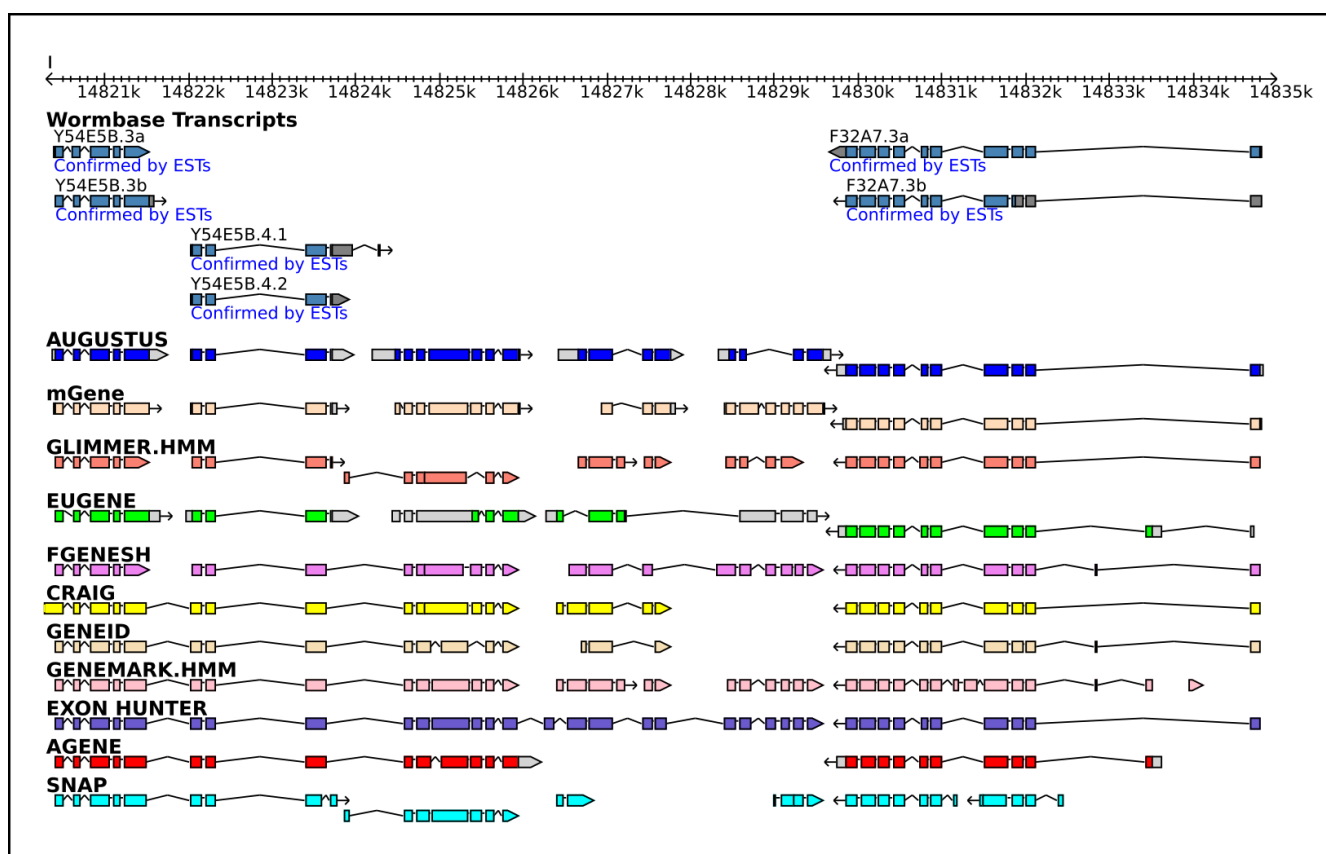 I
14821k 14822k 14823k 14824k 14825k 14826k 14827k 14828k 14829k 14830k 14831k 14832k 14833k 14834k 14835k
Wormbase Transcripts
Y54E5B.3a F32A7.3a
Confirmed by ESTs Confirmed by ESTs
Y54E5B.3b F32A7.3b
Confirmed by ESTs Confirmed by ESTs
Y54E5B.4.1
Confirmed by ESTs
Y54E5B.4.2
Confirmed by ESTs
AUGUSTUS
mGene
GLIMMER.HMM
EUGENE
FGENESH
CRAIG
GENEID
GENEMARK.HMM
EXON HUNTER
AGENE
SNAP